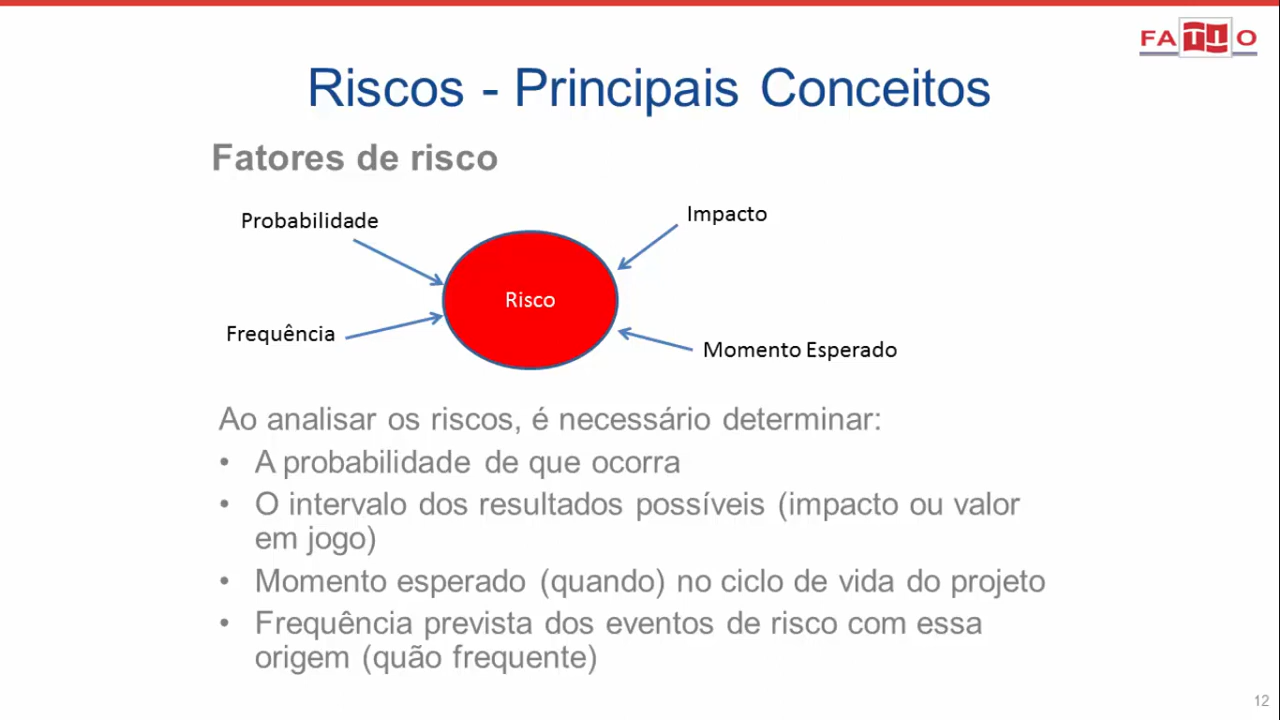 FATTO
Riscos - Principais Conceitos
Fatores de risco
Probabilidade
Impacto
Risco
Frequência
Momento Esperado
Ao analisar os riscos, é necessário determinar:
• A probabilidade de que ocorra
• O intervalo dos resultados possíveis (impacto ou valor
em jogo)
• Momento esperado (quando) no ciclo de vida do projeto
• Frequência prevista dos eventos de risco com essa
origem (quão frequente)
12